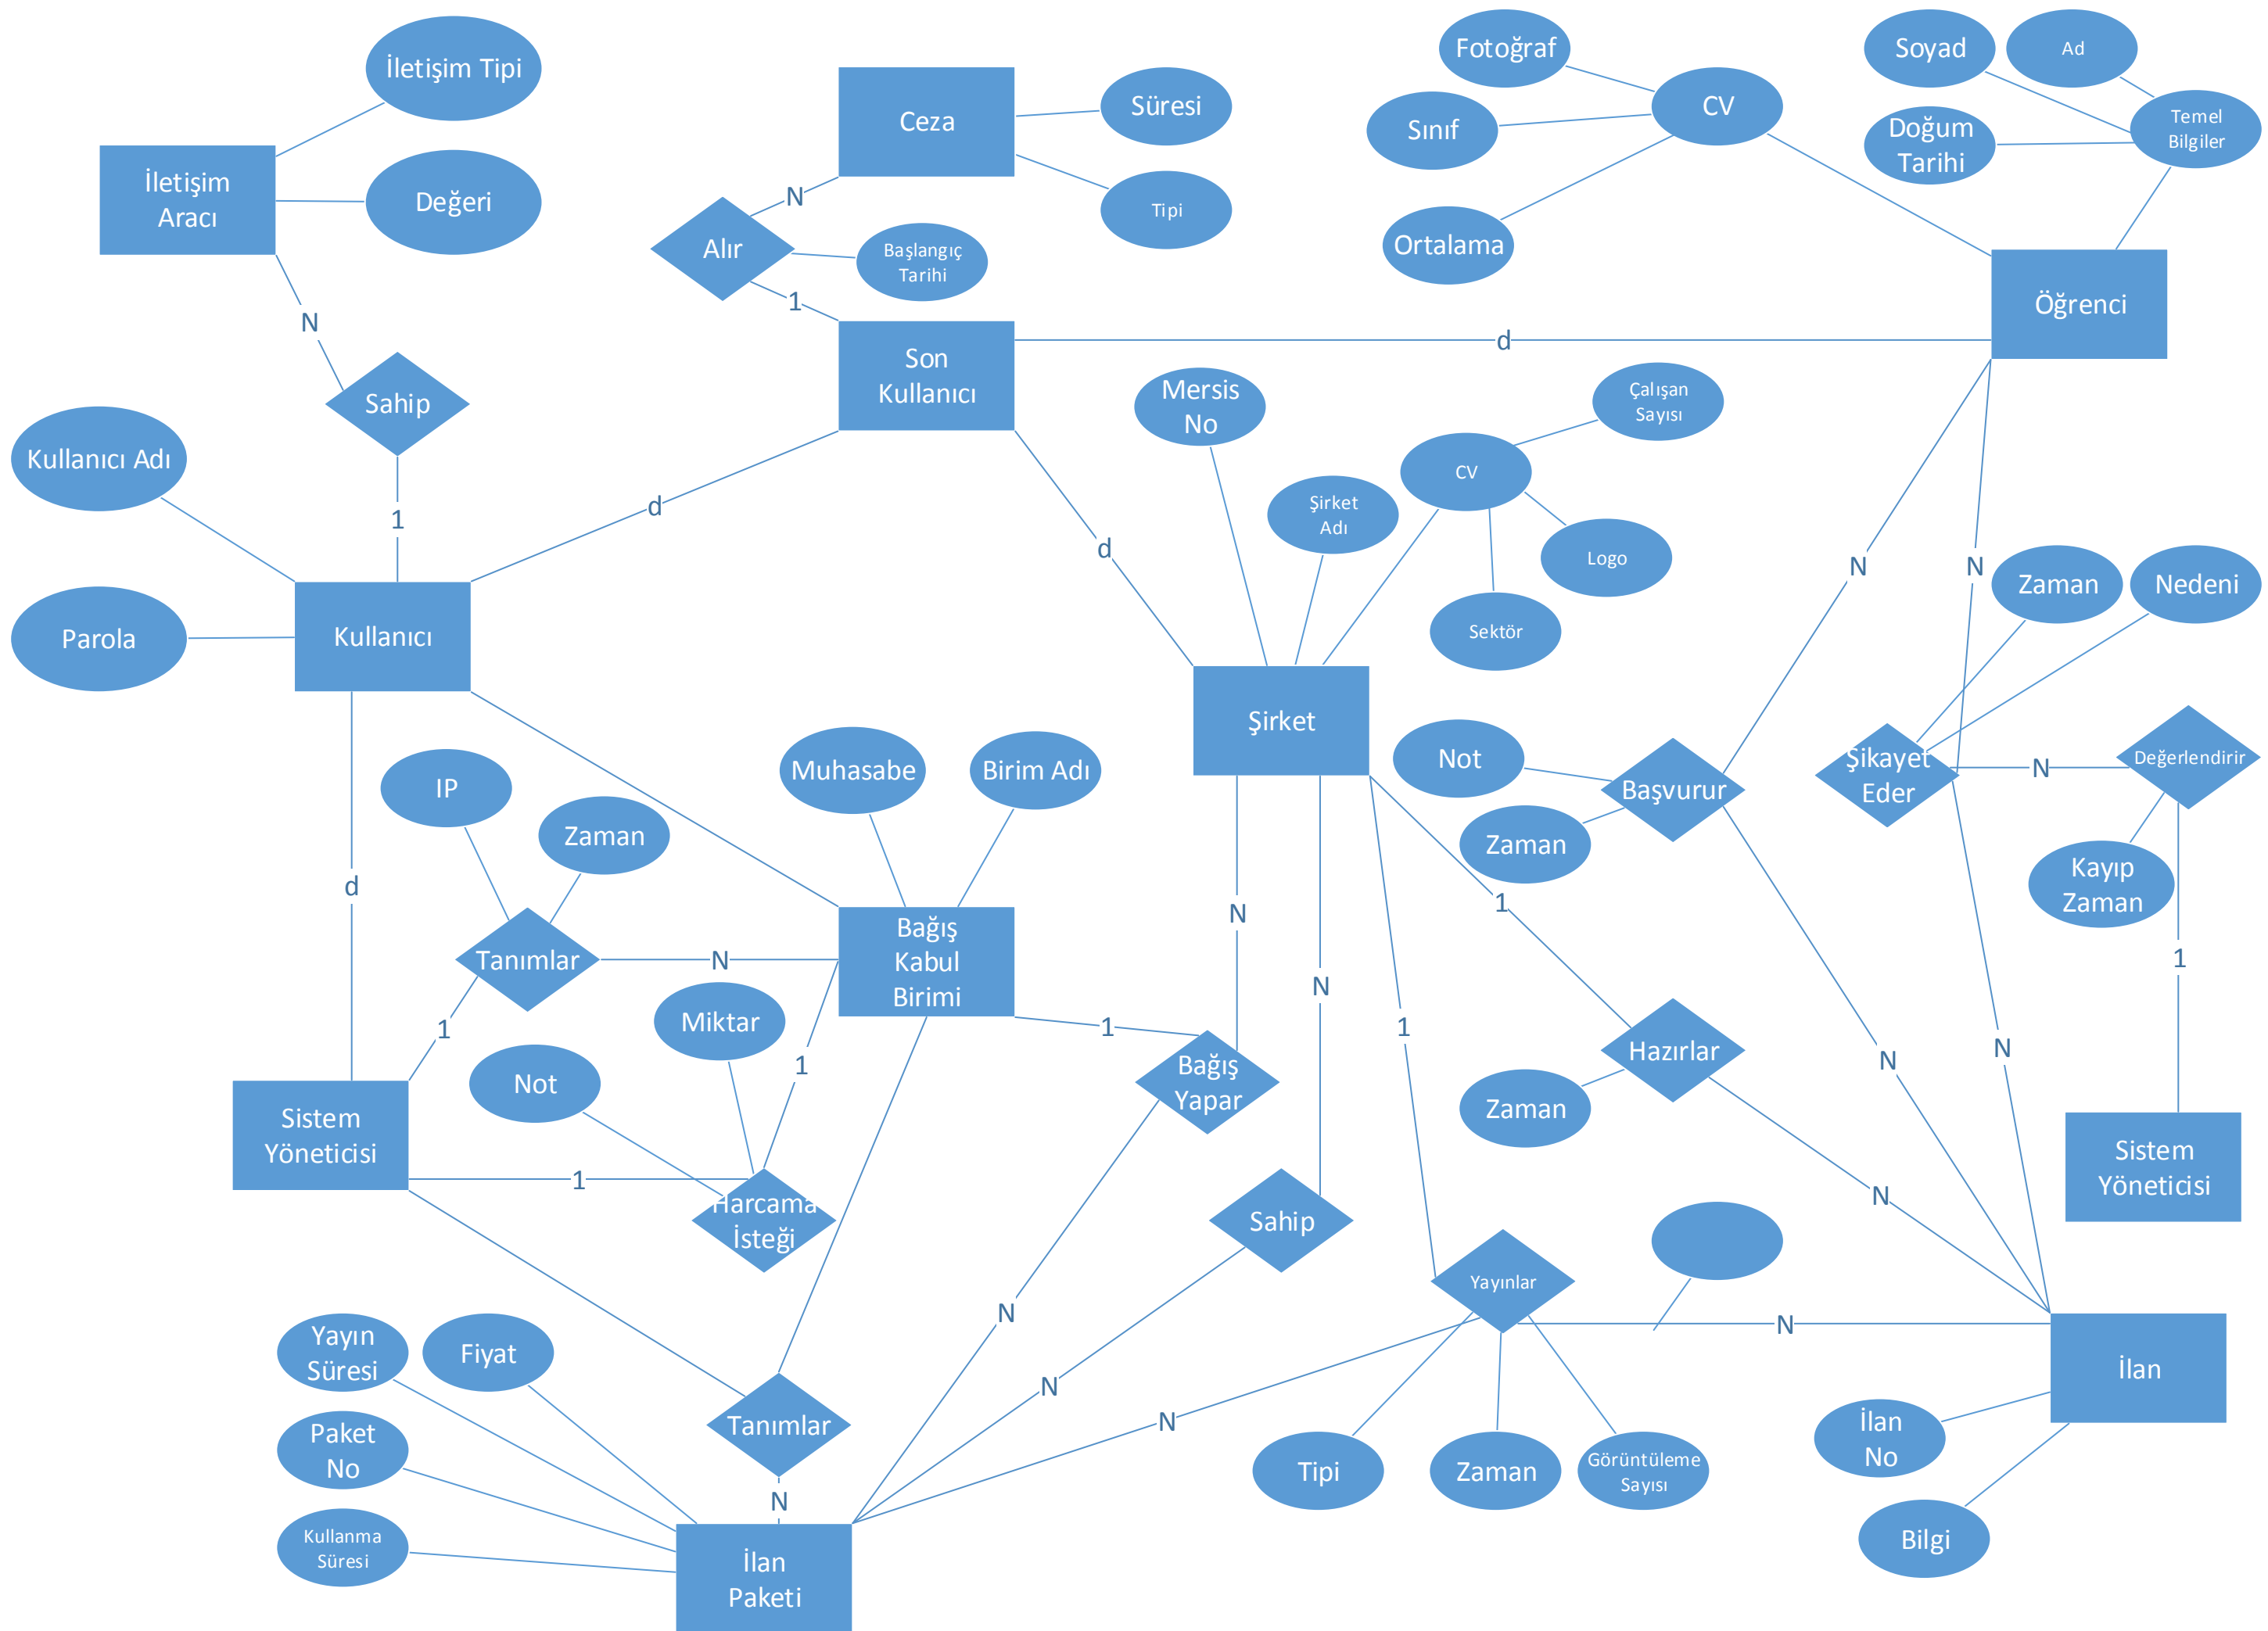 İletişim Tipi
Fotoğraf
Soyad
Ad
Süresi
Ceza
CV
Sınıf
Doğum
Tarihi
Temel
Bilgiler
İletişim
Aracı
Değeri
N
Tipi
Alır
Başlangıç
Tarihi
Ortalama
1
Öğrenci
N
Son
Kullanıcı
d
Sahip
Mersis
No
Çalışan
Sayısı
Kullanıcı Adı
CV
1
d
Şirket
Adı
d
Logo
N
N
Zaman
Nedeni
Parola
Kullanıcı
Sektör
Şirket
IP
Muhasabe
Birim Adı
Not
Başvurur
Şikayet
Eder
N
Değerlendirir
Zaman
Zaman
d
Kayıp
Zaman
1
N
Tanımlar
N
Bağış
Kabul
Birimi
N
1
Miktar
1
1
1
Not
1
Bağış
Yapar
Hazırlar
N
N
Zaman
Sistem
Yöneticisi
Sistem
Yöneticisi
1
Harcama
İsteği
Sahip
N
Yayınlar
N
N
Yayın
Süresi
Fiyat
İlan
N
Tanımlar
N
Paket
No
Tipi
Zaman
Görüntüleme
Sayısı
İlan
No
N
Kullanma
Süresi
Bilgi
İlan
Paketi